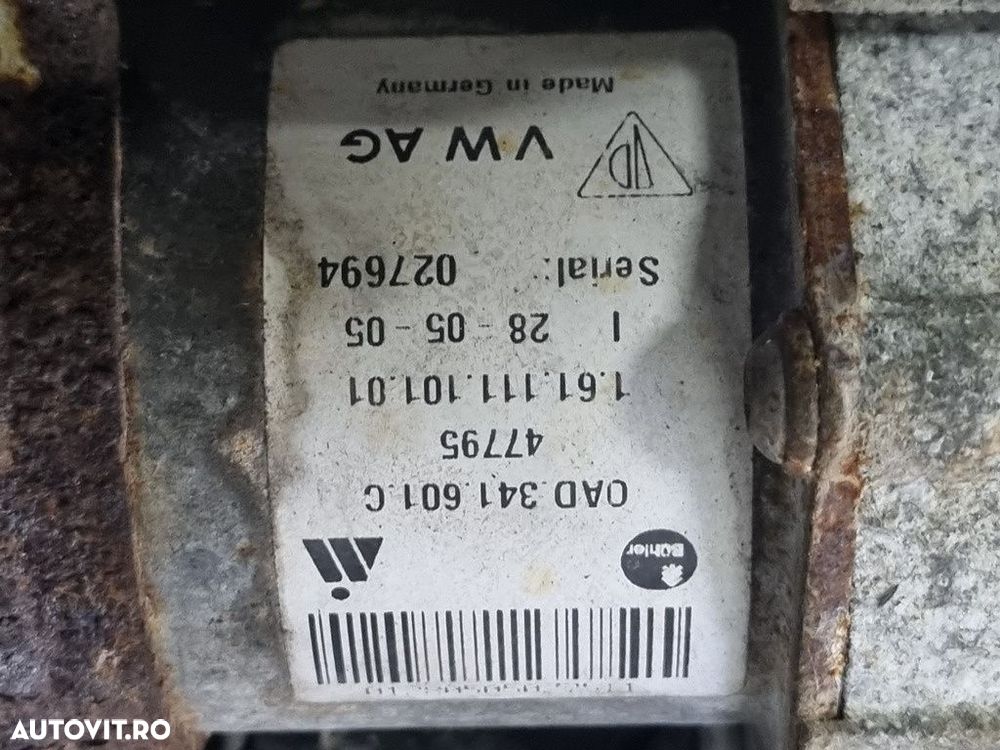 Bühler
0AD.341.601.C
47795
1.61.111.101.01
I 28 - 05 - 05
Serial: 027694
VW AG
Made in Germany
AUTOVIT.RO